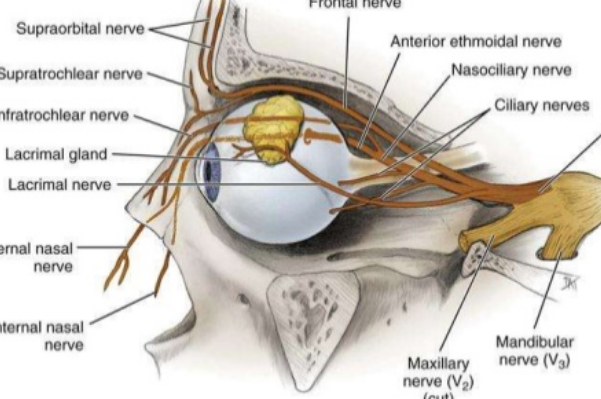 Frontal nerve
Supraorbital nerve
Anterior ethmoidal nerve
Supratrochlear nerve
Nasociliary nerve
Ciliary nerves
nfratrochlear nerve
Lacrimal gland
Lacrimal nerve
ernal nasal
nerve
nternal nasal
nerve
Maxillary
nerve (V2)
(cut)
Mandibular
nerve (V3)